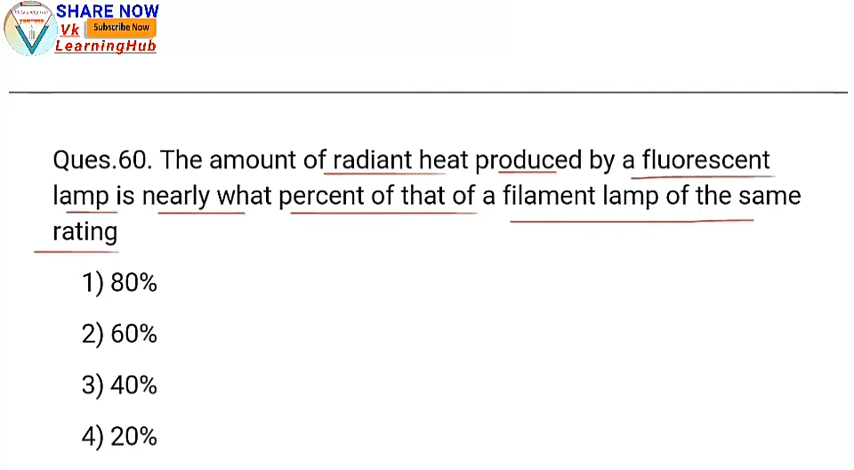 SHARE NOW
Vk
Subscribe Now
LearningHub
Ques.60. The amount of radiant heat produced by a fluorescent
lamp is nearly what percent of that of a filament lamp of the same
rating
1) 80%
2) 60%
3) 40%
4) 20%